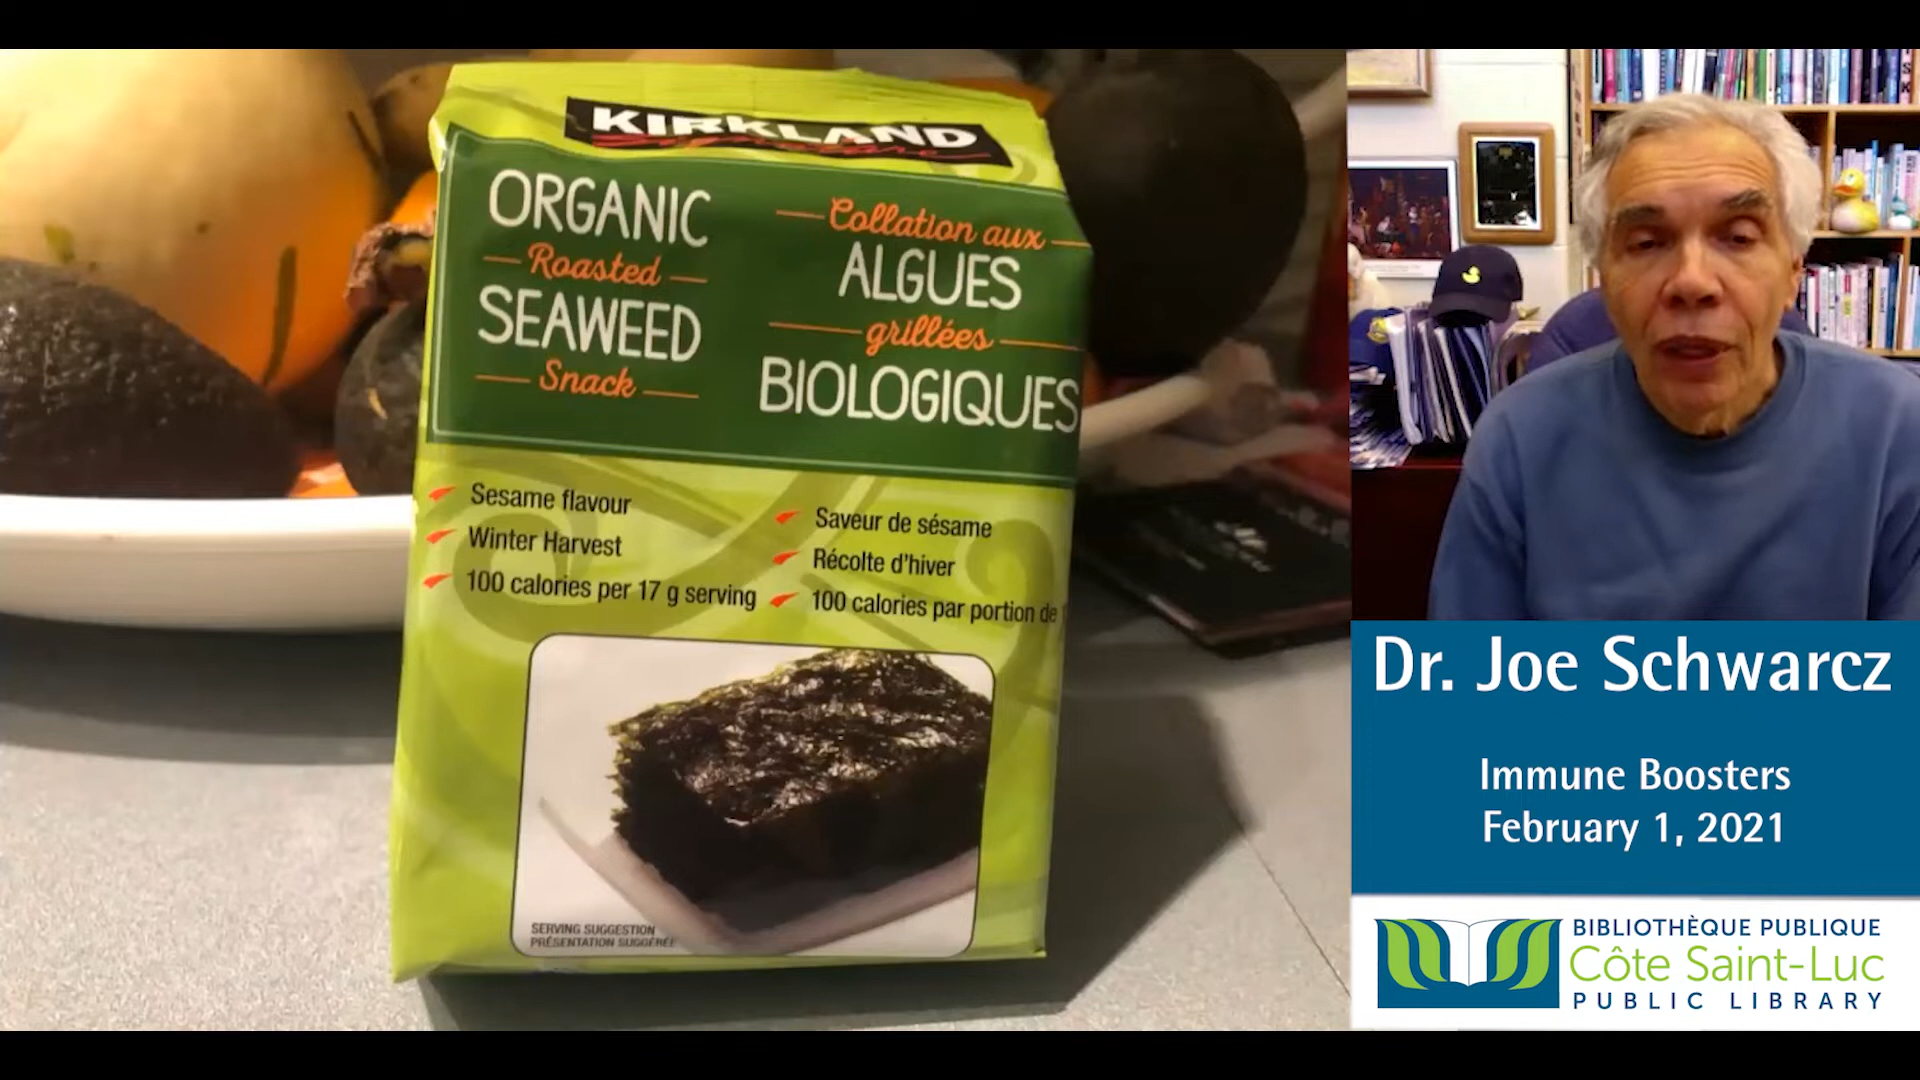 KIRKLAND
Signature
ORGANIC
Roasted
SEAWEED
Snack
Collation aux
ALGUES
grillées
BIOLOGIQUES
Sesame flavour
Winter Harvest
100 calories per 17 g serving
Saveur de sésame
Récolte d'hiver
100 calories par portion de
SERVING SUGGESTION
PRÉSENTATION SUGGÉRÉE
Dr. Joe Schwarcz
Immune Boosters
February 1, 2021
BIBLIOTHÈQUE PUBLIQUE
Côte Saint-Luc
PUBLIC LIBRARY